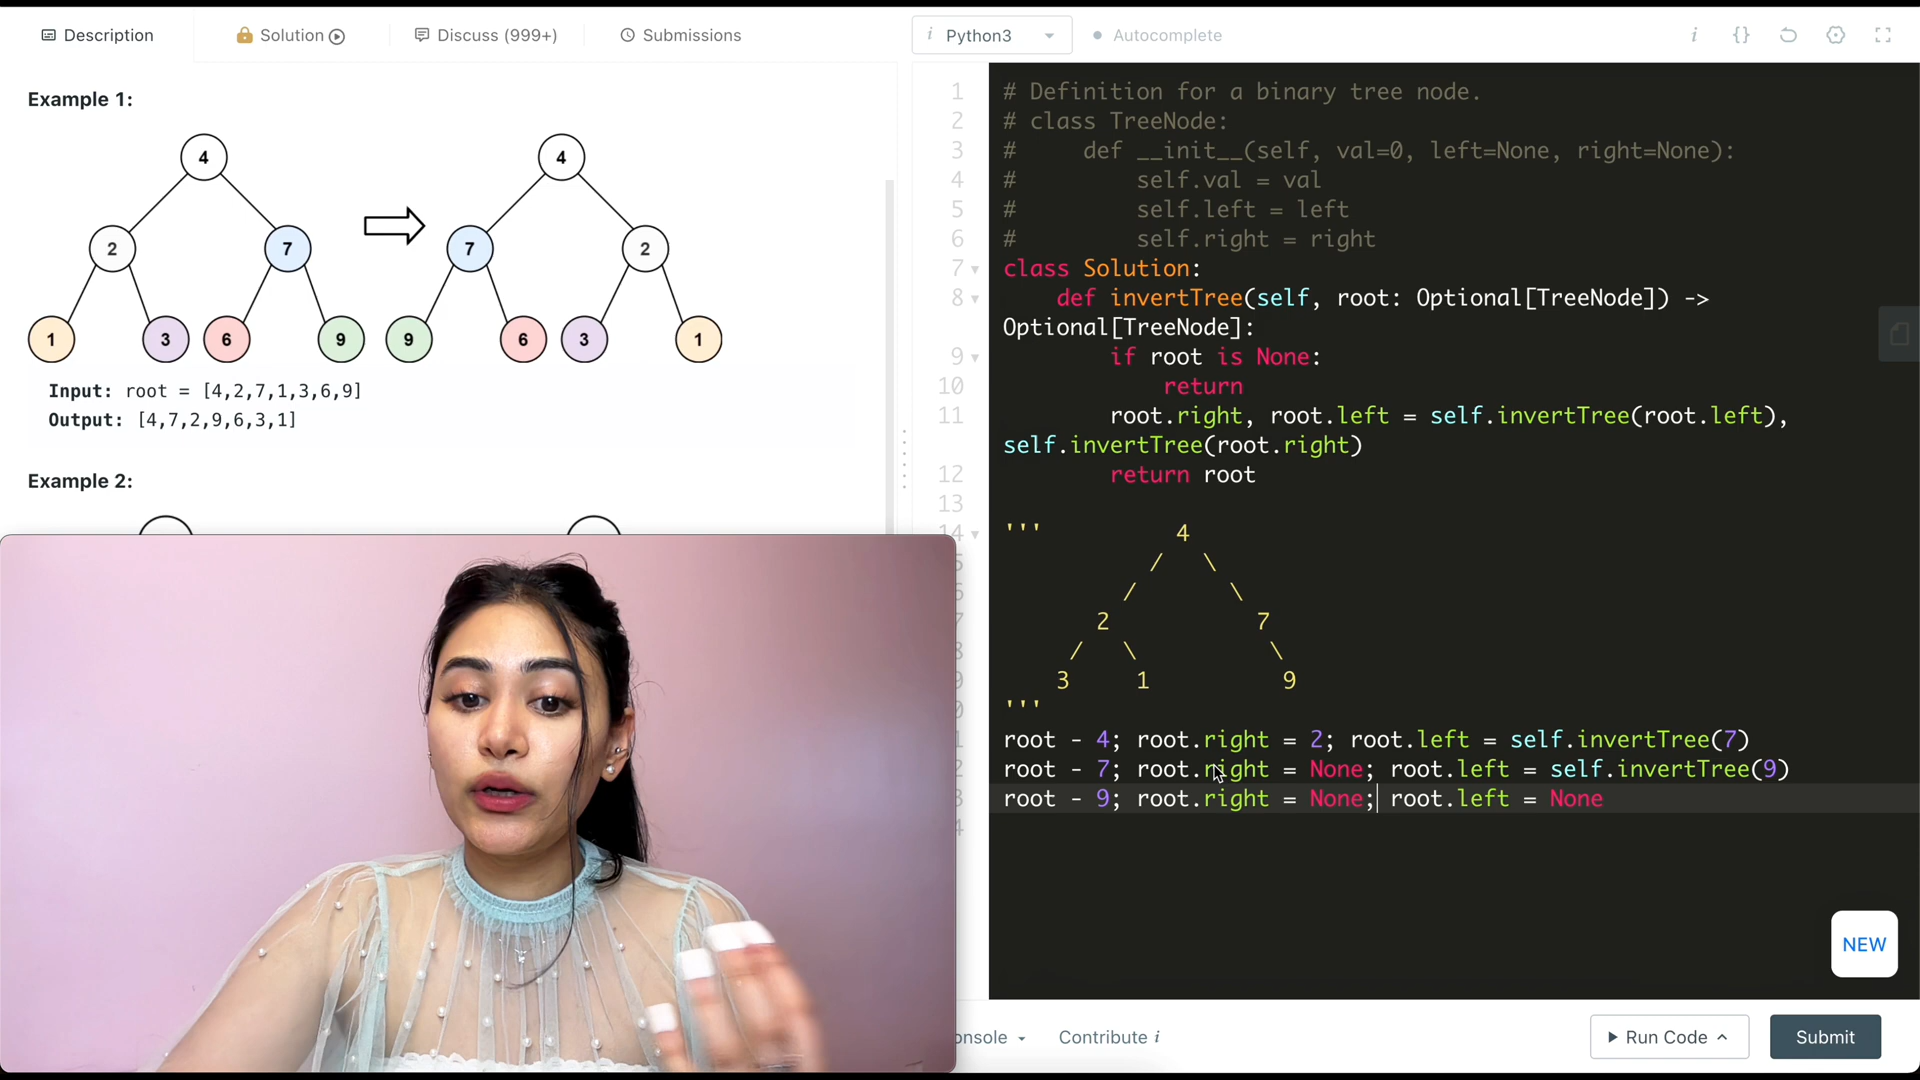 Description
Solution
Discuss (999+)
Submissions
i Python3
Autocomplete
i {}
Example 1:
4
2 7
1 3 6 9
4
7 2
9 6 3 1
Input: root = [4,2,7,1,3,6,9]
Output: [4,7,2,9,6,3,1]
Example 2:
1 # Definition for a binary tree node.
2 # class TreeNode:
3 #     def __init__(self, val=0, left=None, right=None):
4 #         self.val = val
5 #         self.left = left
6 #         self.right = right
7 class Solution:
8     def invertTree(self, root: Optional[TreeNode]) ->
Optional[TreeNode]:
9         if root is None:
10             return
11         root.right, root.left = self.invertTree(root.left),
self.invertTree(root.right)
12         return root
13
14 '''           4
/   \
/       \
2           7
/   \           \
3     1          9
'''
root - 4; root.right = 2; root.left = self.invertTree(7)
root - 7; root.right = None; root.left = self.invertTree(9)
root - 9; root.right = None; root.left = None
NEW
onsole
Contribute i
Run Code
Submit